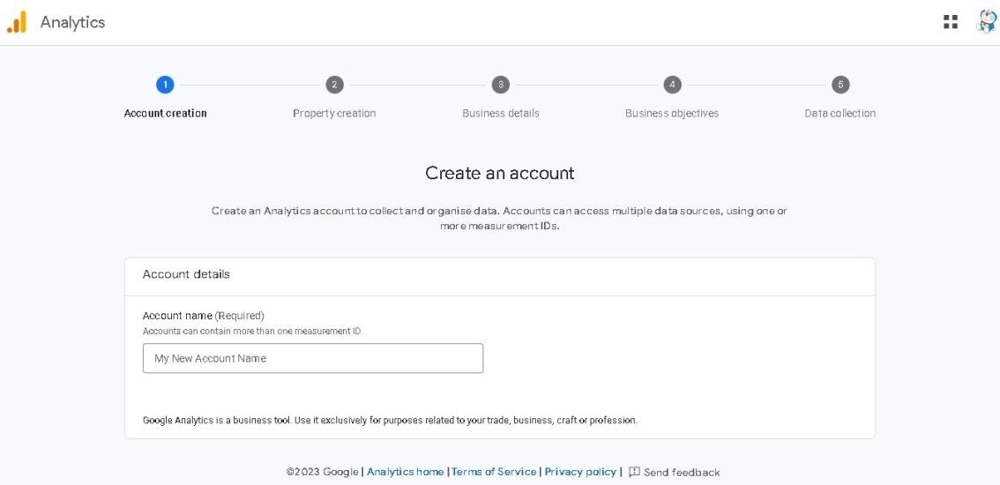 Analytics
1 2 3 4 5
Account creation Property creation Business details Business objectives Data collection
Create an account
Create an Analytics account to collect and organise data. Accounts can access multiple data sources, using one or
more measurement IDs.
Account details
Account name (Required)
Accounts can contain more than one measurement ID.
My New Account Name
Google Analytics is a business tool. Use it exclusively for purposes related to your trade, business, craft or profession.
©2023 Google | Analytics home | Terms of Service | Privacy policy | Send feedback